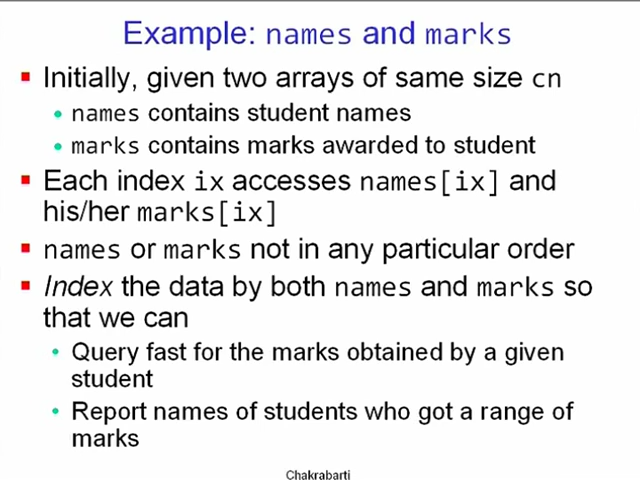 Example: names and marks
Initially, given two arrays of same size cn
names contains student names
marks contains marks awarded to student
Each index ix accesses names[ix] and
his/her marks[ix]
names or marks not in any particular order
Index the data by both names and marks so
that we can
Query fast for the marks obtained by a given
student
Report names of students who got a range of
marks
Chakrabarti